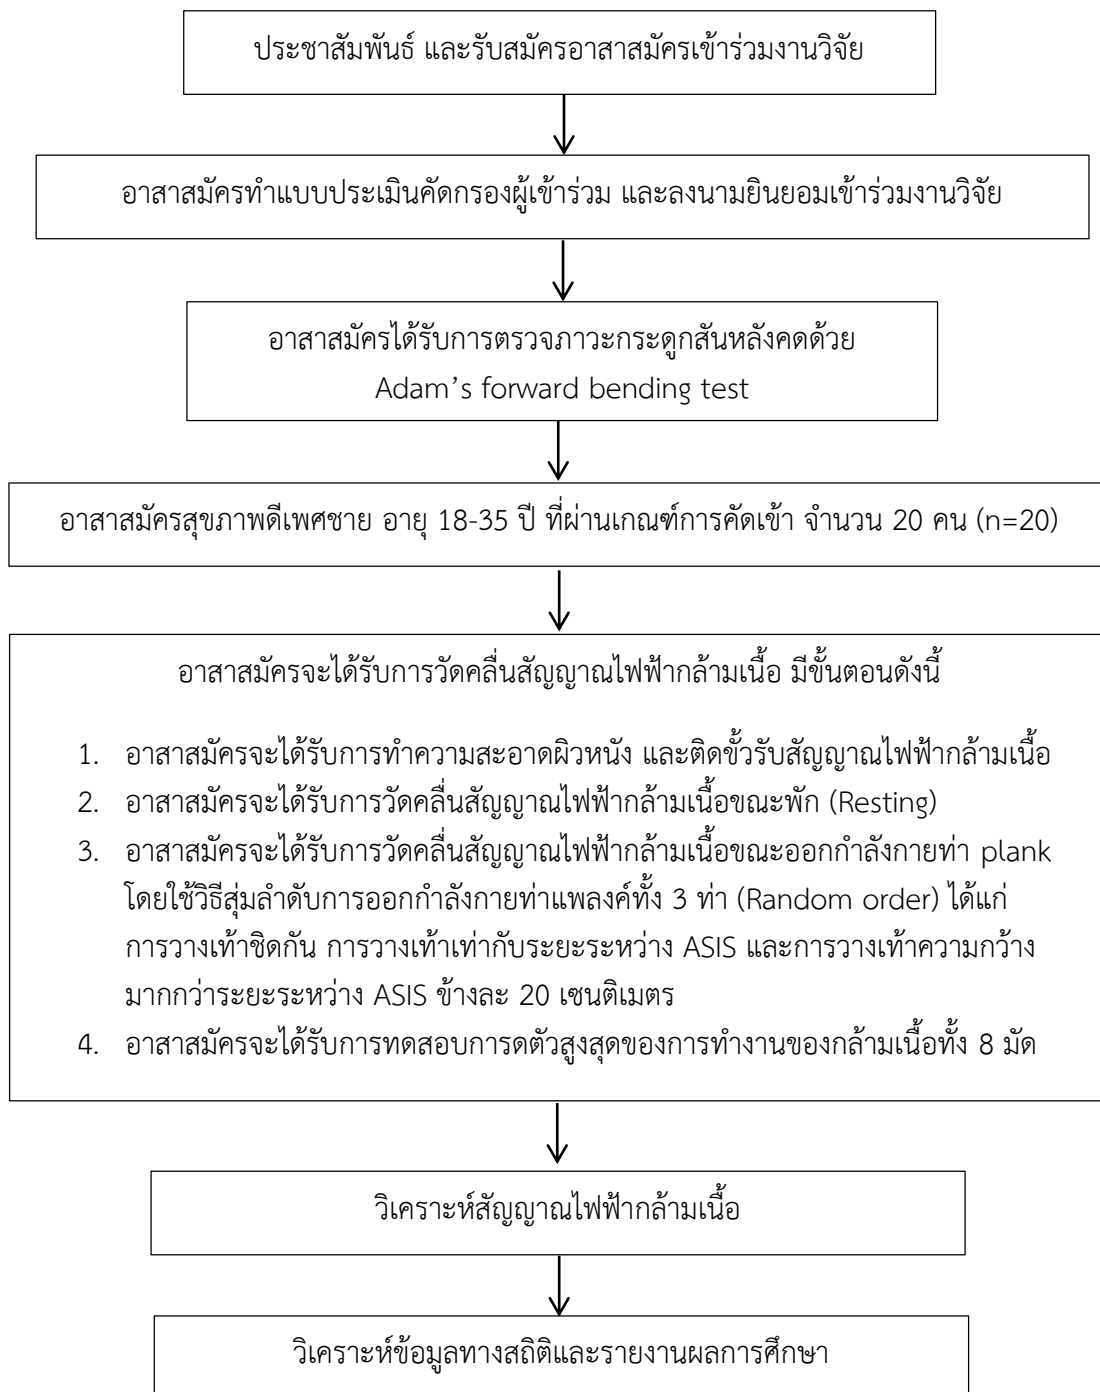 ประชาสัมพันธ์ และรับสมัครอาสาสมัครเข้าร่วมงานวิจัย
อาสาสมัครทำแบบประเมินคัดกรองผู้เข้าร่วม และลงนามยินยอมเข้าร่วมงานวิจัย
อาสาสมัครได้รับการตรวจภาวะกระดูกสันหลังคดด้วย
Adam's forward bending test
อาสาสมัครสุขภาพดีเพศชาย อายุ 18-35 ปี ที่ผ่านเกณฑ์การคัดเข้า จำนวน 20 คน (n=20)
อาสาสมัครจะได้รับการวัดคลื่นสัญญาณไฟฟ้ากล้ามเนื้อ มีขั้นตอนดังนี้
1. อาสาสมัครจะได้รับการทำความสะอาดผิวหนัง และติดขั้วรับสัญญาณไฟฟ้ากล้ามเนื้อ
2. อาสาสมัครจะได้รับการวัดคลื่นสัญญาณไฟฟ้ากล้ามเนื้อขณะพัก (Resting)
3. อาสาสมัครจะได้รับการวัดคลื่นสัญญาณไฟฟ้ากล้ามเนื้อขณะออกกำลังกายท่า plank
โดยใช้วิธีสุ่มลำดับการออกกำลังกายท่าแพลงค์ทั้ง 3 ท่า (Random order) ได้แก่
การวางเท้าชิดกัน การวางเท้าเท่ากับระยะระหว่าง ASIS และการวางเท้าความกว้าง
มากกว่าระยะระหว่าง ASIS ข้างละ 20 เซนติเมตร
4. อาสาสมัครจะได้รับการทดสอบการดตัวสูงสุดของการทำงานของกล้ามเนื้อทั้ง 8 มัด
วิเคราะห์สัญญาณไฟฟ้ากล้ามเนื้อ
วิเคราะห์ข้อมูลทางสถิติและรายงานผลการศึกษา